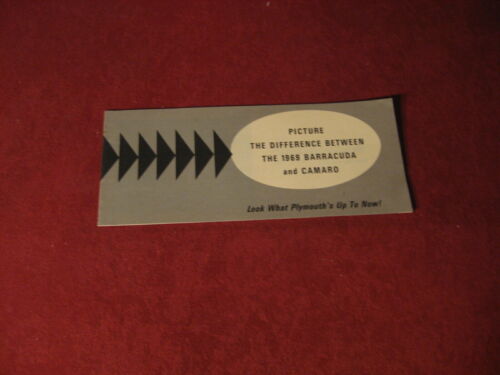 PICTURE
THE DIFFERENCE BETWEEN
THE 1969 BARRACUDA
and CAMARO
Look What Plymouth's Up To Now!